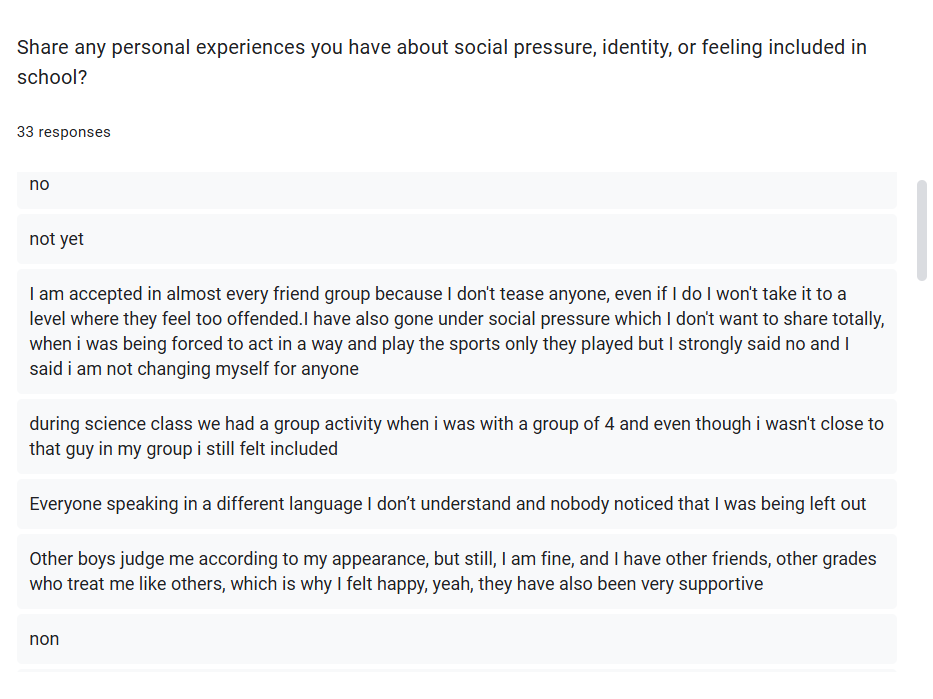 Share any personal experiences you have about social pressure, identity, or feeling included in
school?
33 responses
no
not yet
I am accepted in almost every friend group because I don't tease anyone, even if I do I won't take it to a
level where they feel too offended.I have also gone under social pressure which I don't want to share totally,
when i was being forced to act in a way and play the sports only they played but I strongly said no and I
said i am not changing myself for anyone
during science class we had a group activity when i was with a group of 4 and even though i wasn't close to
that guy in my group i still felt included
Everyone speaking in a different language I don’t understand and nobody noticed that I was being left out
Other boys judge me according to my appearance, but still, I am fine, and I have other friends, other grades
who treat me like others, which is why I felt happy, yeah, they have also been very supportive
non